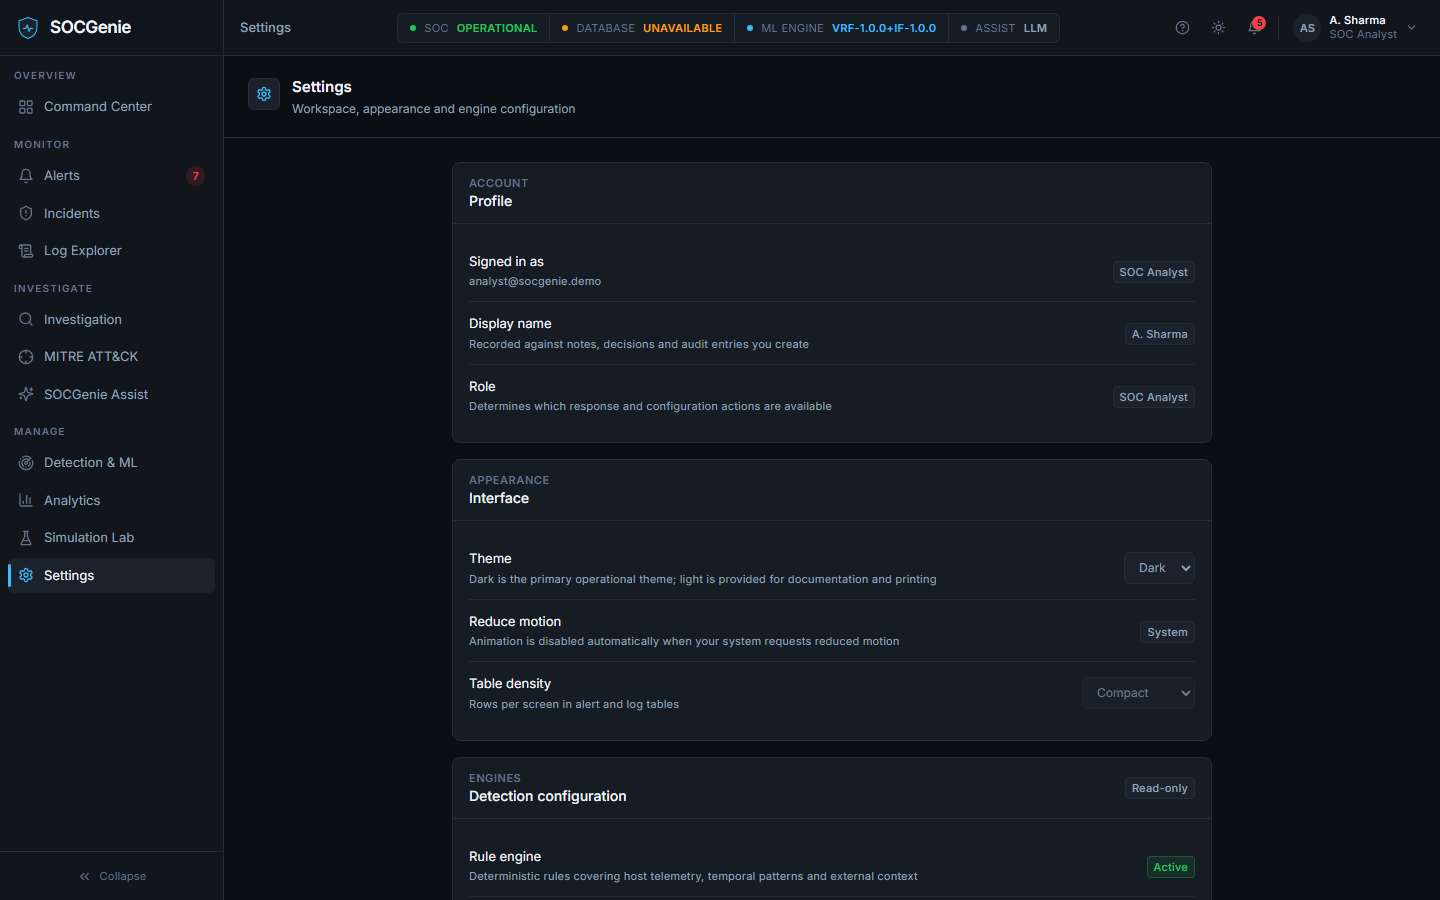 SOCGenie
OVERVIEW
Command Center
MONITOR
Alerts 7
Incidents
Log Explorer
INVESTIGATE
Investigation
MITRE ATT&CK
SOCGenie Assist
MANAGE
Detection & ML
Analytics
Simulation Lab
Settings
Collapse
Settings
SOC OPERATIONAL DATABASE UNAVAILABLE ML ENGINE VRF-1.0.0+IF-1.0.0 ASSIST LLM
5
AS
A. Sharma
SOC Analyst
Settings
Workspace, appearance and engine configuration
ACCOUNT
Profile
Signed in as
analyst@socgenie.demo
SOC Analyst
Display name
Recorded against notes, decisions and audit entries you create
A. Sharma
Role
Determines which response and configuration actions are available
SOC Analyst
APPEARANCE
Interface
Theme
Dark is the primary operational theme; light is provided for documentation and printing
Dark
Reduce motion
Animation is disabled automatically when your system requests reduced motion
System
Table density
Rows per screen in alert and log tables
Compact
ENGINES
Detection configuration
Read-only
Rule engine
Deterministic rules covering host telemetry, temporal patterns and external context
Active